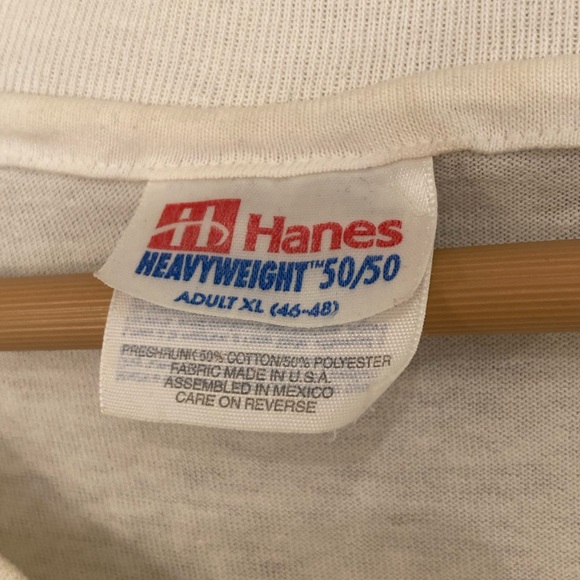 Hb Hanes
HEAVYWEIGHT™ 50/50
ADULT XL (46-48)
PRESHRUNK 50% COTTON/50% POLYESTER
FABRIC MADE IN U.S.A.
ASSEMBLED IN MEXICO
CARE ON REVERSE